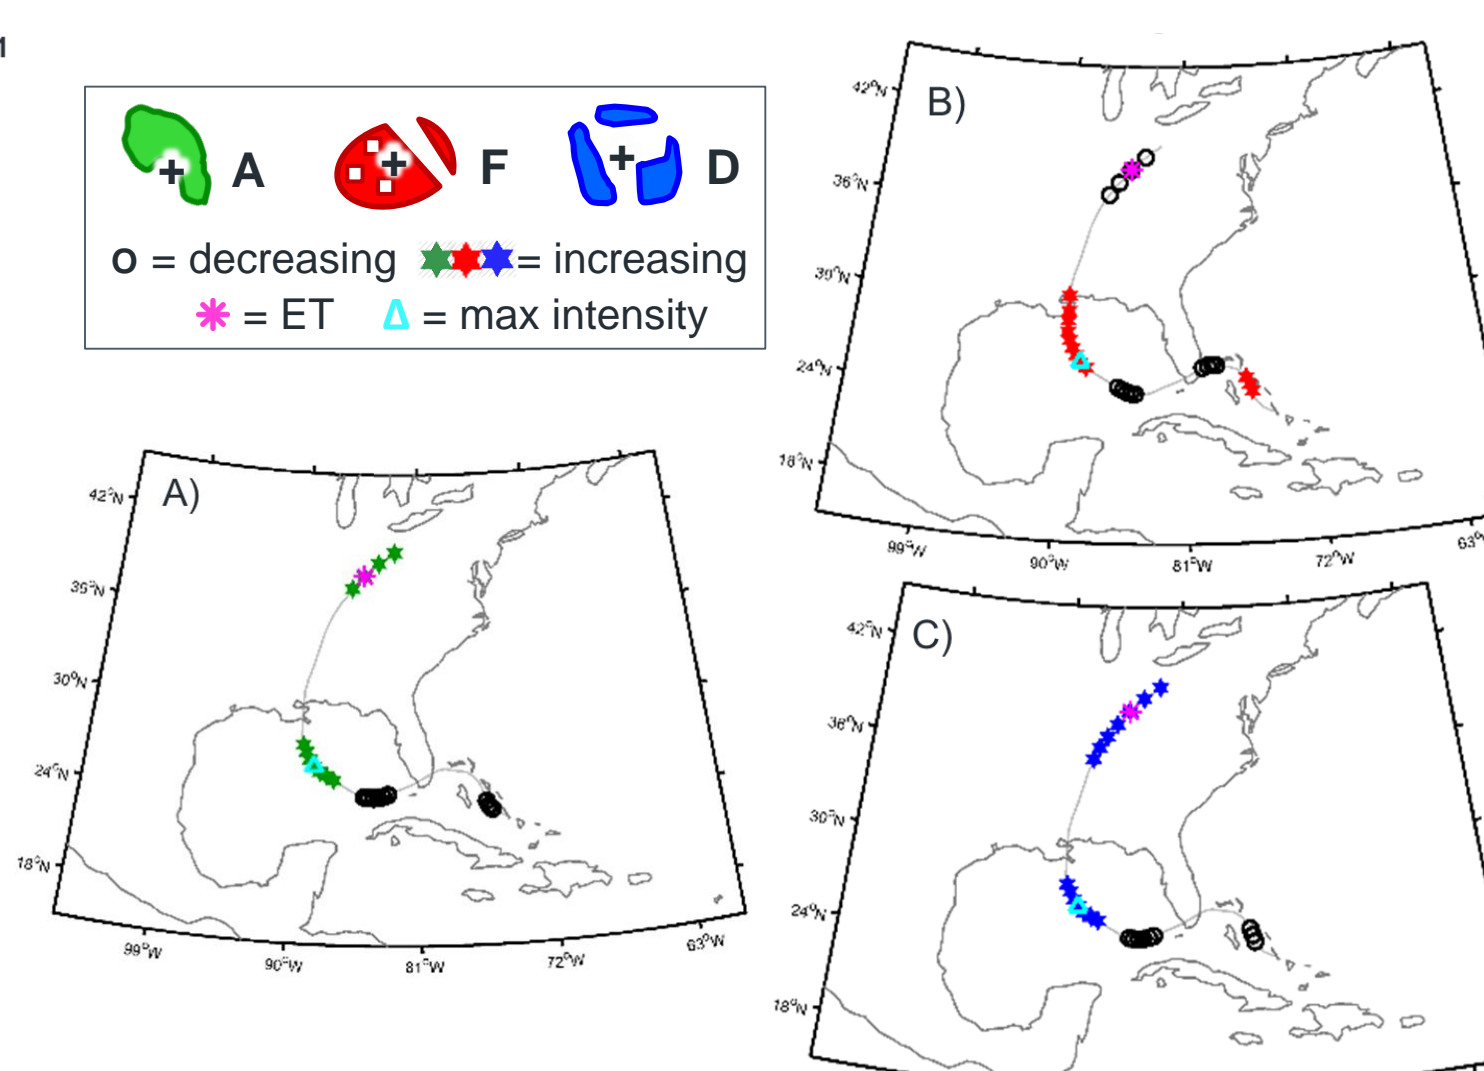 A F D
o = decreasing = increasing
= ET Δ = max intensity
A)
42°N
36°N
30°N
24°N
18°N
99°W 90°W 81°W 72°W 63°W
B)
42°N
36°N
30°N
24°N
18°N
99°W 90°W 81°W 72°W
C)
42°N
36°N
30°N
24°N
18°N